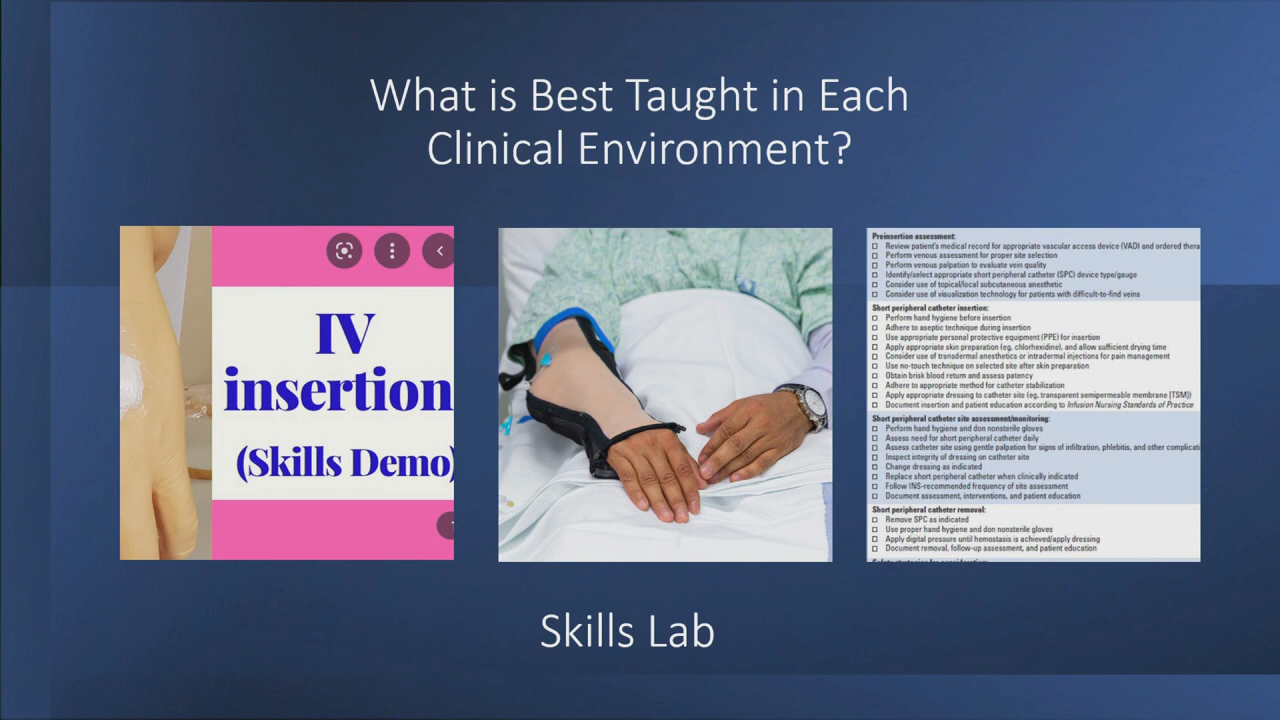 What is Best Taught in Each
Clinical Environment?
IV
insertion
(Skills Demo)
Preinsertion assessment:
Review patient's medical record for appropriate vascular access device (VAD) and ordered thera
Perform venous assessment for proper site selection
Perform venous palpation to evaluate vein quality
Identify/select appropriate short peripheral catheter (SPC) device type/gauge
Consider use of topical/local subcutaneous anesthetic
Consider use of visualization technology for patients with difficult-to-find veins
Short peripheral catheter insertion:
Perform hand hygiene before insertion
Adhere to aseptic technique during insertion
Use appropriate personal protective equipment (PPE) for insertion
Apply appropriate skin preparation (eg, chlorhexidine), and allow sufficient drying time
Consider use of transdermal anesthetics or intradermal injections for pain management
Use no-touch technique on selected site after skin preparation
Obtain brisk blood return and assess patency
Adhere to appropriate method for catheter stabilization
Apply appropriate dressing to catheter site (eg, transparent semipermeable membrane [TSM])
Document insertion and patient education according to Infusion Nursing Standards of Practice
Short peripheral catheter site assessment/monitoring:
Perform hand hygiene and don nonsterile gloves
Assess need for short peripheral catheter daily
Assess catheter site using gentle palpation for signs of infiltration, phlebitis, and other complicati
Inspect integrity of dressing on catheter site
Change dressing as indicated
Replace short peripheral catheter when clinically indicated
Follow INS-recommended frequency of site assessment
Document assessment, interventions, and patient education
Short peripheral catheter removal:
Remove SPC as indicated
Use proper hand hygiene and don nonsterile gloves
Apply digital pressure until hemostasis is achieved/apply dressing
Document removal, follow-up assessment, and patient education
Skills Lab